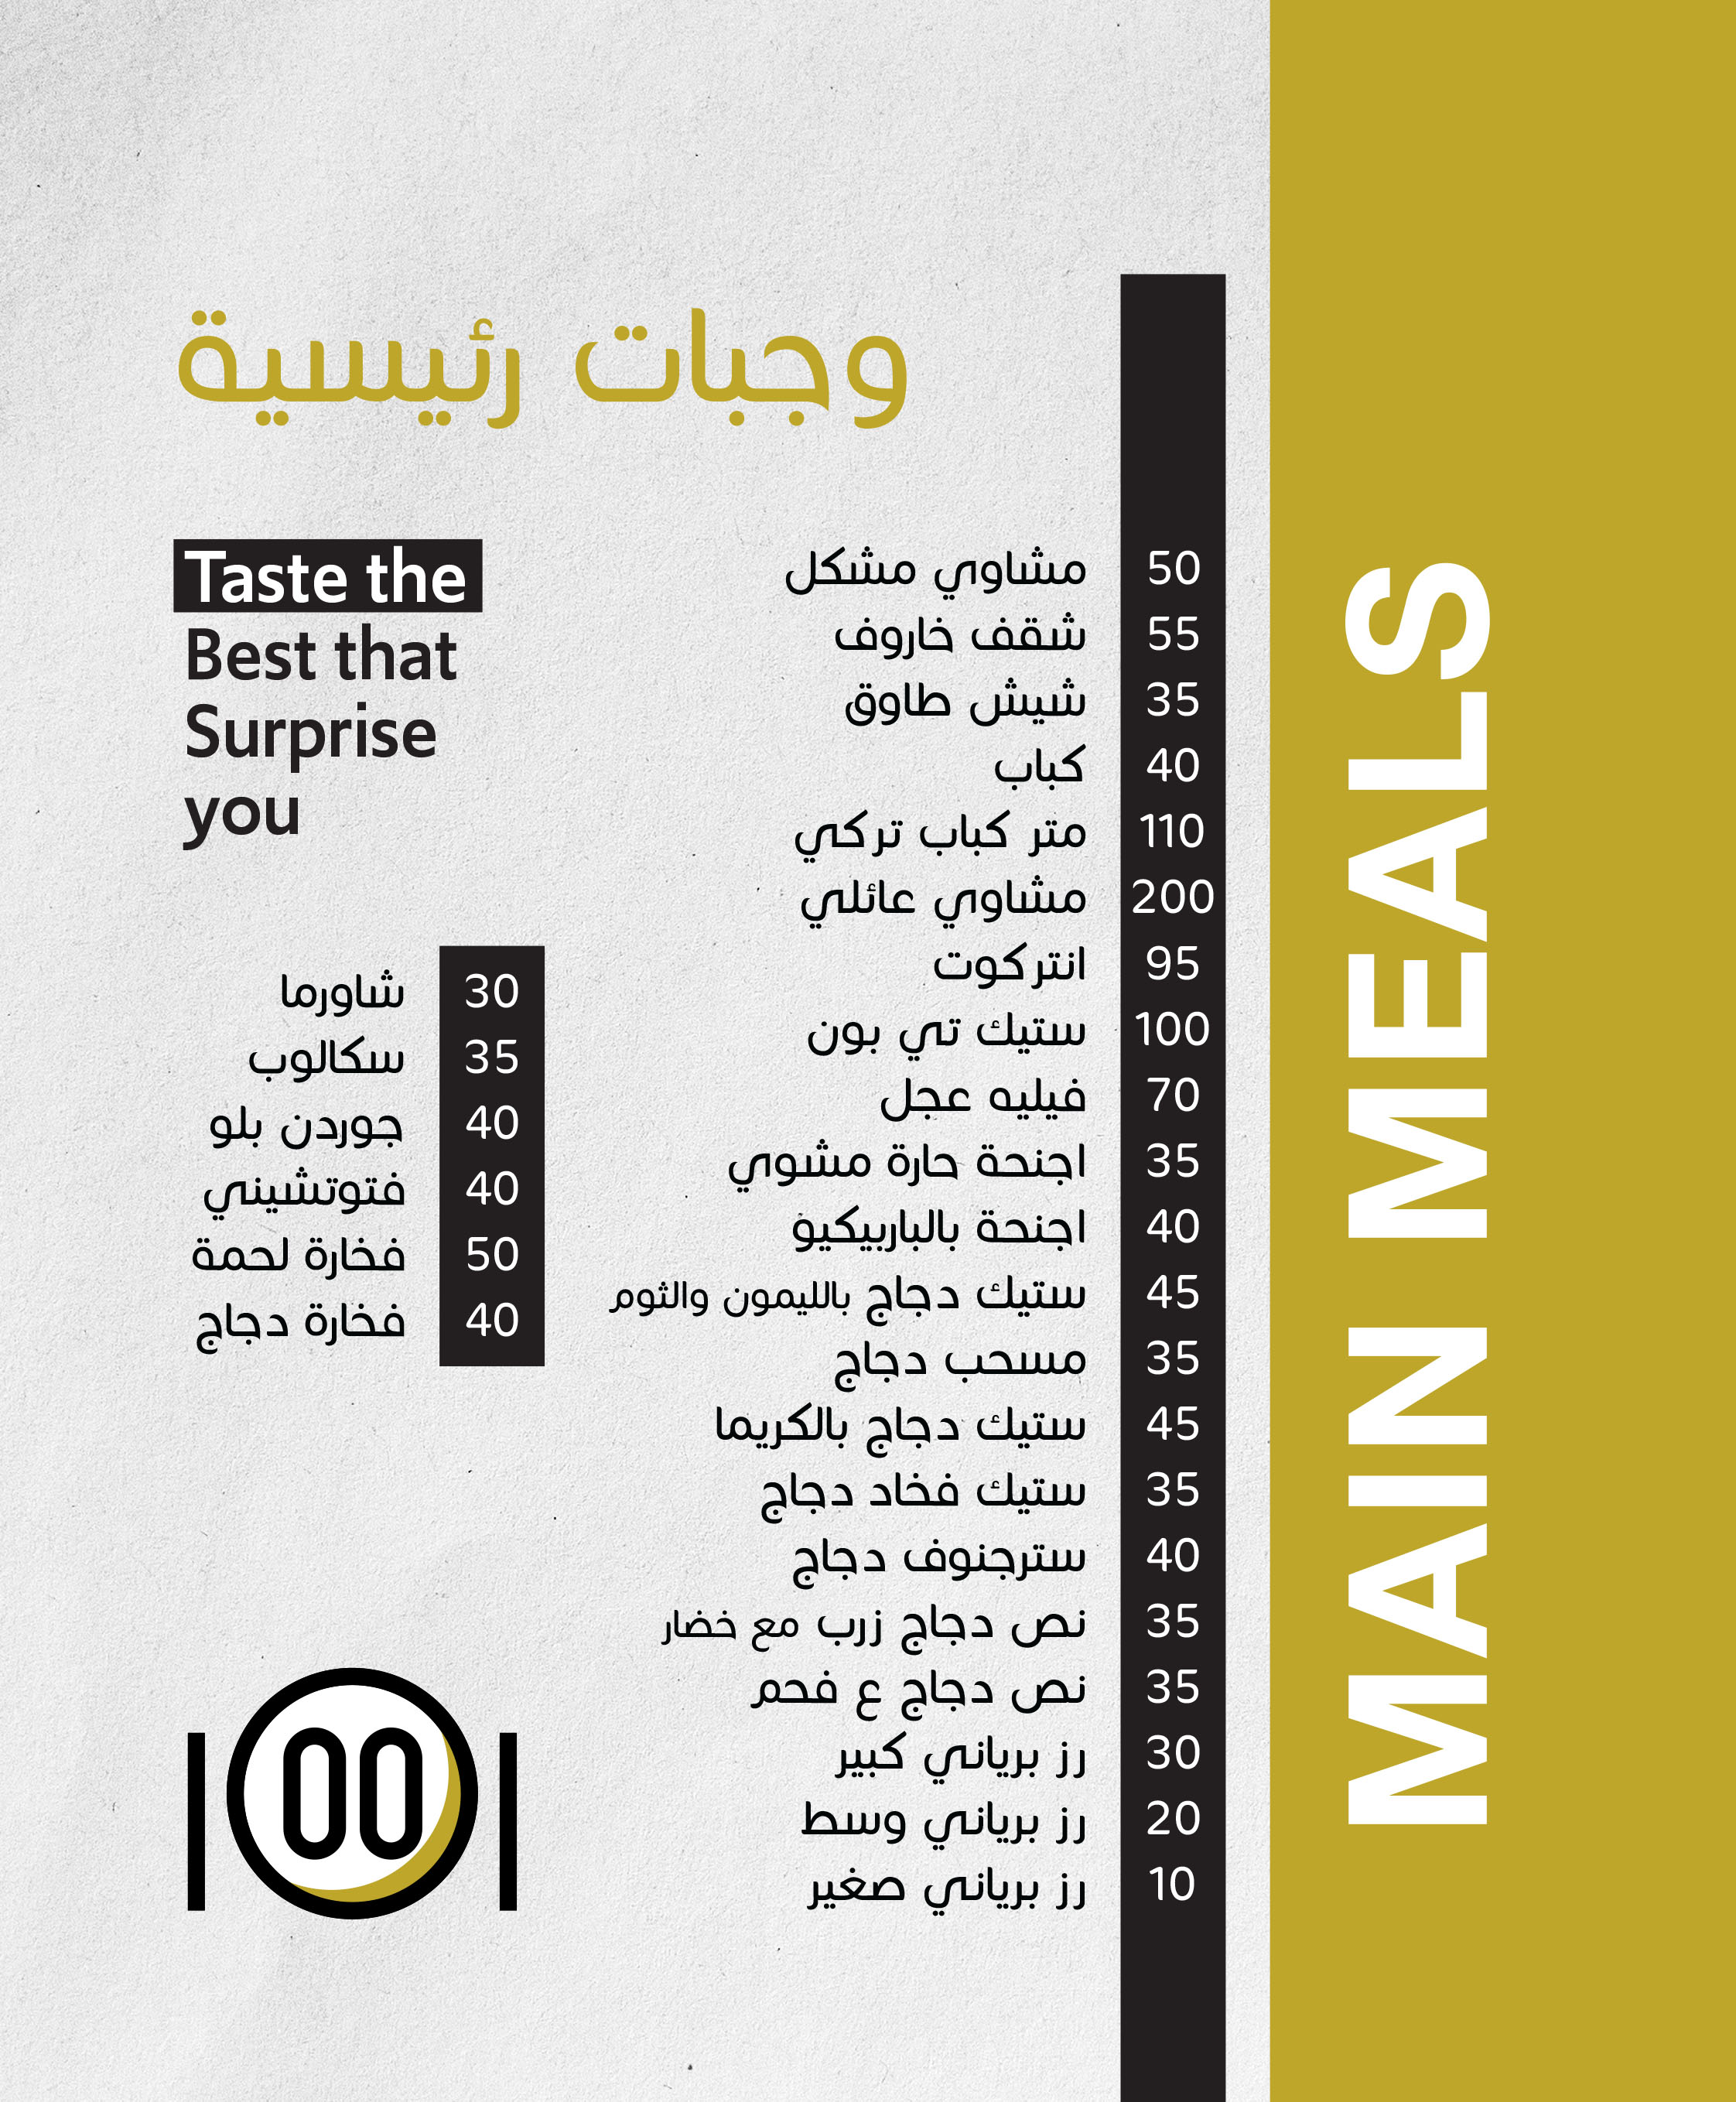 وجبات رئيسية
MAIN MEALS
50 مشاوي مشكل
55 شقف خاروف
35 شيش طاووق
40 كباب
110 متر كباب تركي
200 مشاوي عائلي
95 انتركوت
100 ستيك تي بون
70 فيليه عجل
35 اجنحة حارة مشوي
40 اجنحة بالباربيكيو
45 ستيك دجاج بالليمون والثوم
35 مسحب دجاج
45 ستيك دجاج بالكريما
35 ستيك فخاد دجاج
40 سترجنوف دجاج
35 نص دجاج زرب مع خضار
35 نص دجاج ع فحم
30 رز برياني كبير
20 رز برياني وسط
10 رز برياني صغير
Taste the
Best that
Surprise
you
30 شاورما
35 سكالوب
40 جوردن بلو
40 فتوتشيني
50 فخارة لحمة
40 فخارة دجاج
|00|